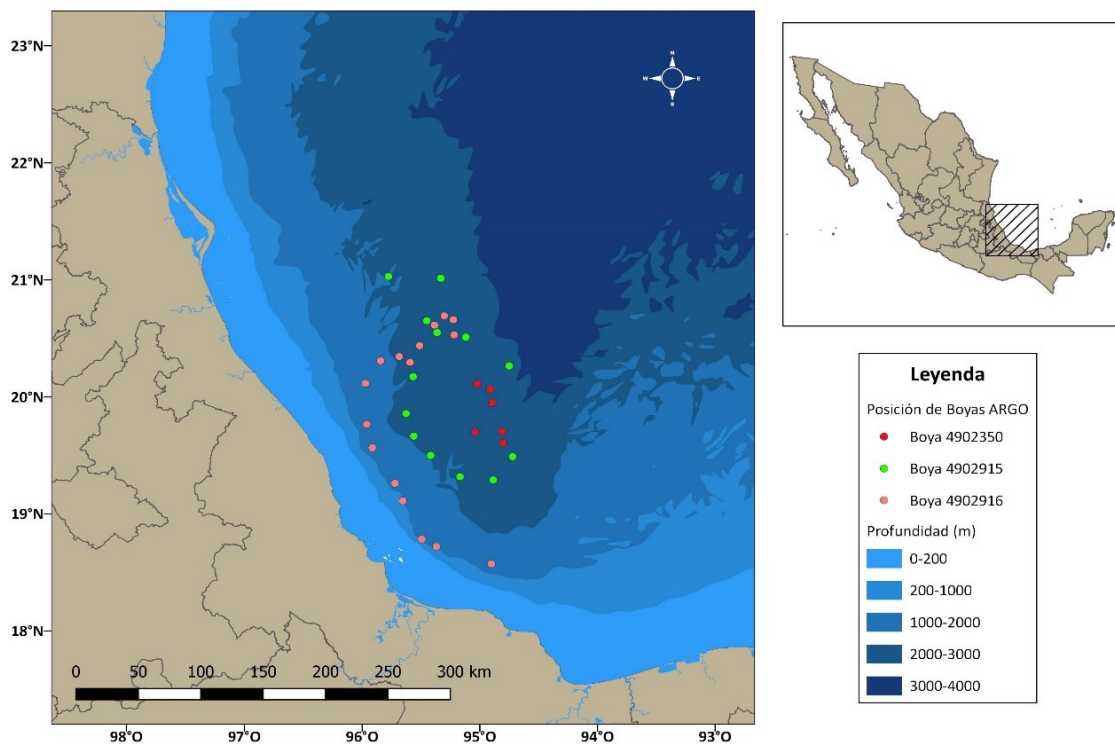 23°N
22°N
21°N
20°N
19°N
18°N
98°O
97°O
96°O
95°O
94°O
93°O
N
W
E
S
0 50 100 150 200 250 300 km
Leyenda
Posición de Boyas ARGO
Boya 4902350
Boya 4902915
Boya 4902916
Profundidad (m)
0-200
200-1000
1000-2000
2000-3000
3000-4000